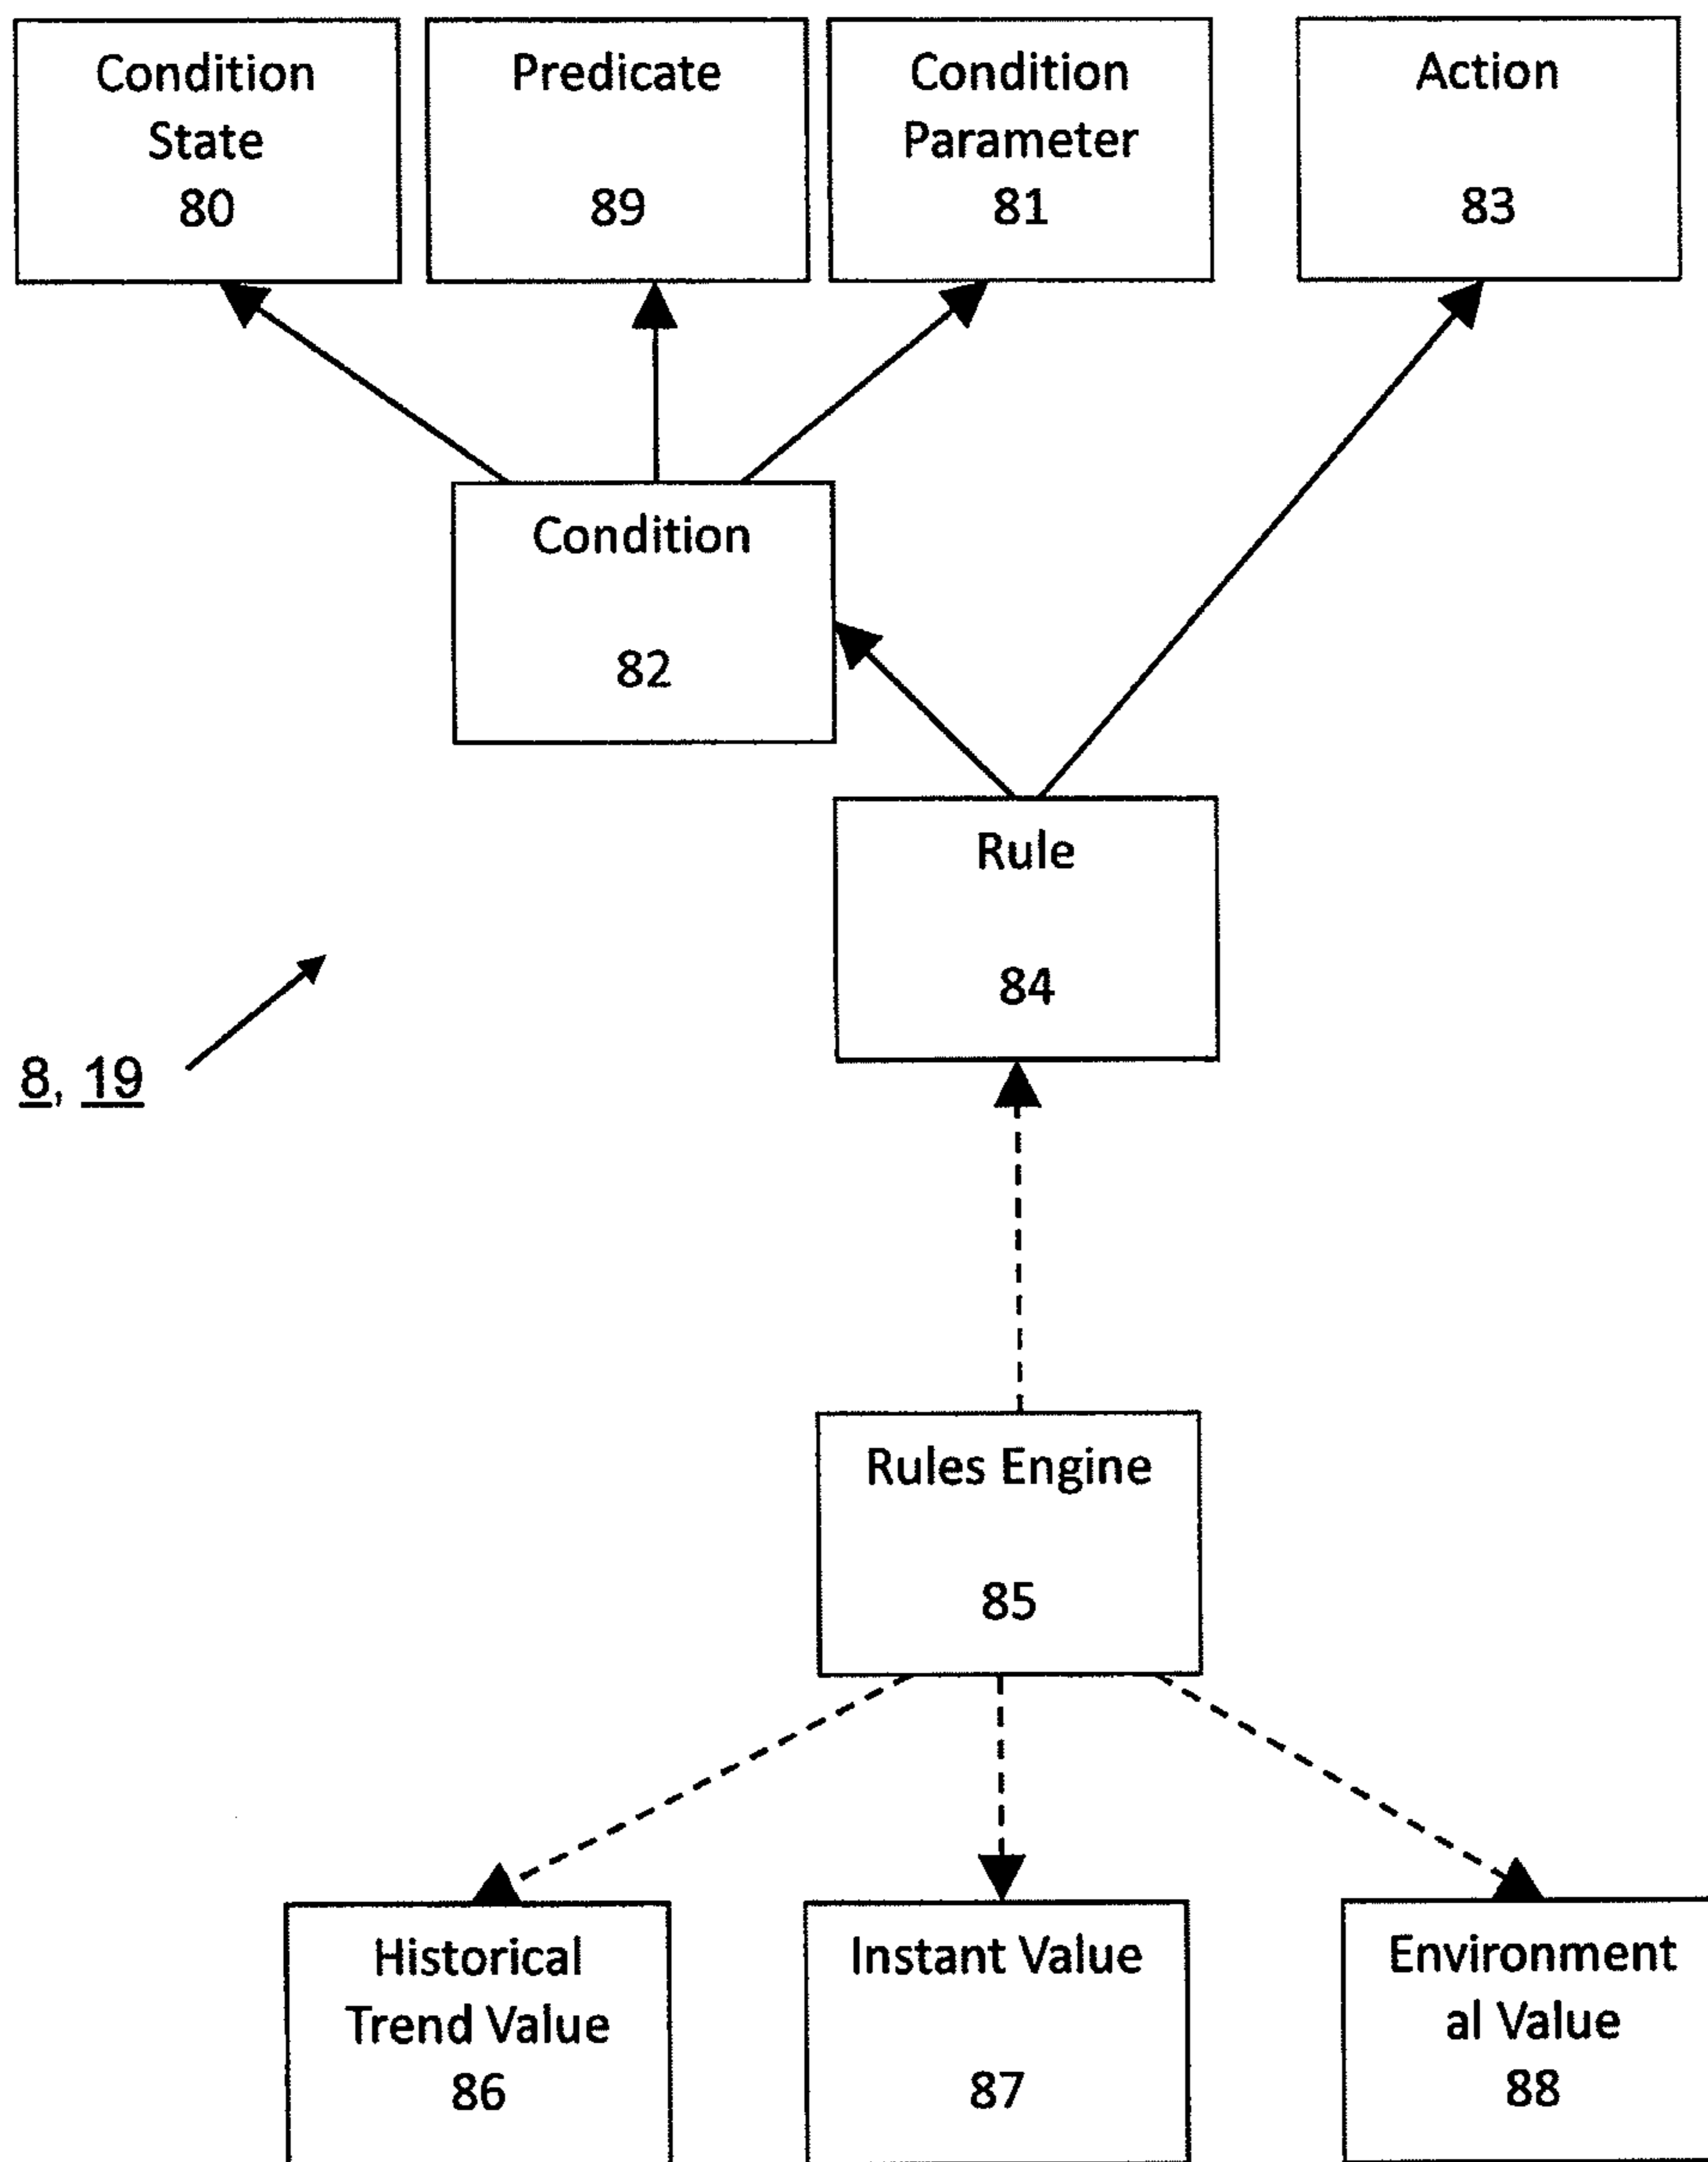 Condition
State
80
Predicate
89
Condition
Parameter
81
Action
83
Condition
82
Rule
84
8, 19
Rules Engine
85
Historical
Trend Value
86
Instant Value
87
Environment
al Value
88